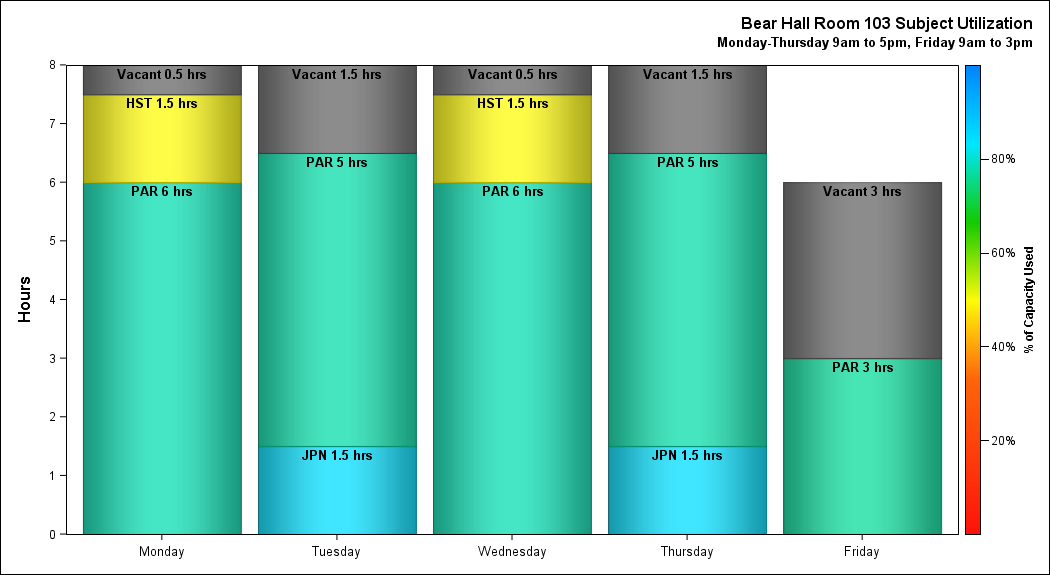 Bear Hall Room 103 Subject Utilization
Monday-Thursday 9am to 5pm, Friday 9am to 3pm
Hours
8
7
6
5
4
3
2
1
0
Vacant 0.5 hrs
HST 1.5 hrs
PAR 6 hrs
Vacant 1.5 hrs
PAR 5 hrs
JPN 1.5 hrs
Vacant 0.5 hrs
HST 1.5 hrs
PAR 6 hrs
Vacant 1.5 hrs
PAR 5 hrs
JPN 1.5 hrs
Vacant 3 hrs
PAR 3 hrs
Monday
Tuesday
Wednesday
Thursday
Friday
80%
60%
40%
20%
% of Capacity Used